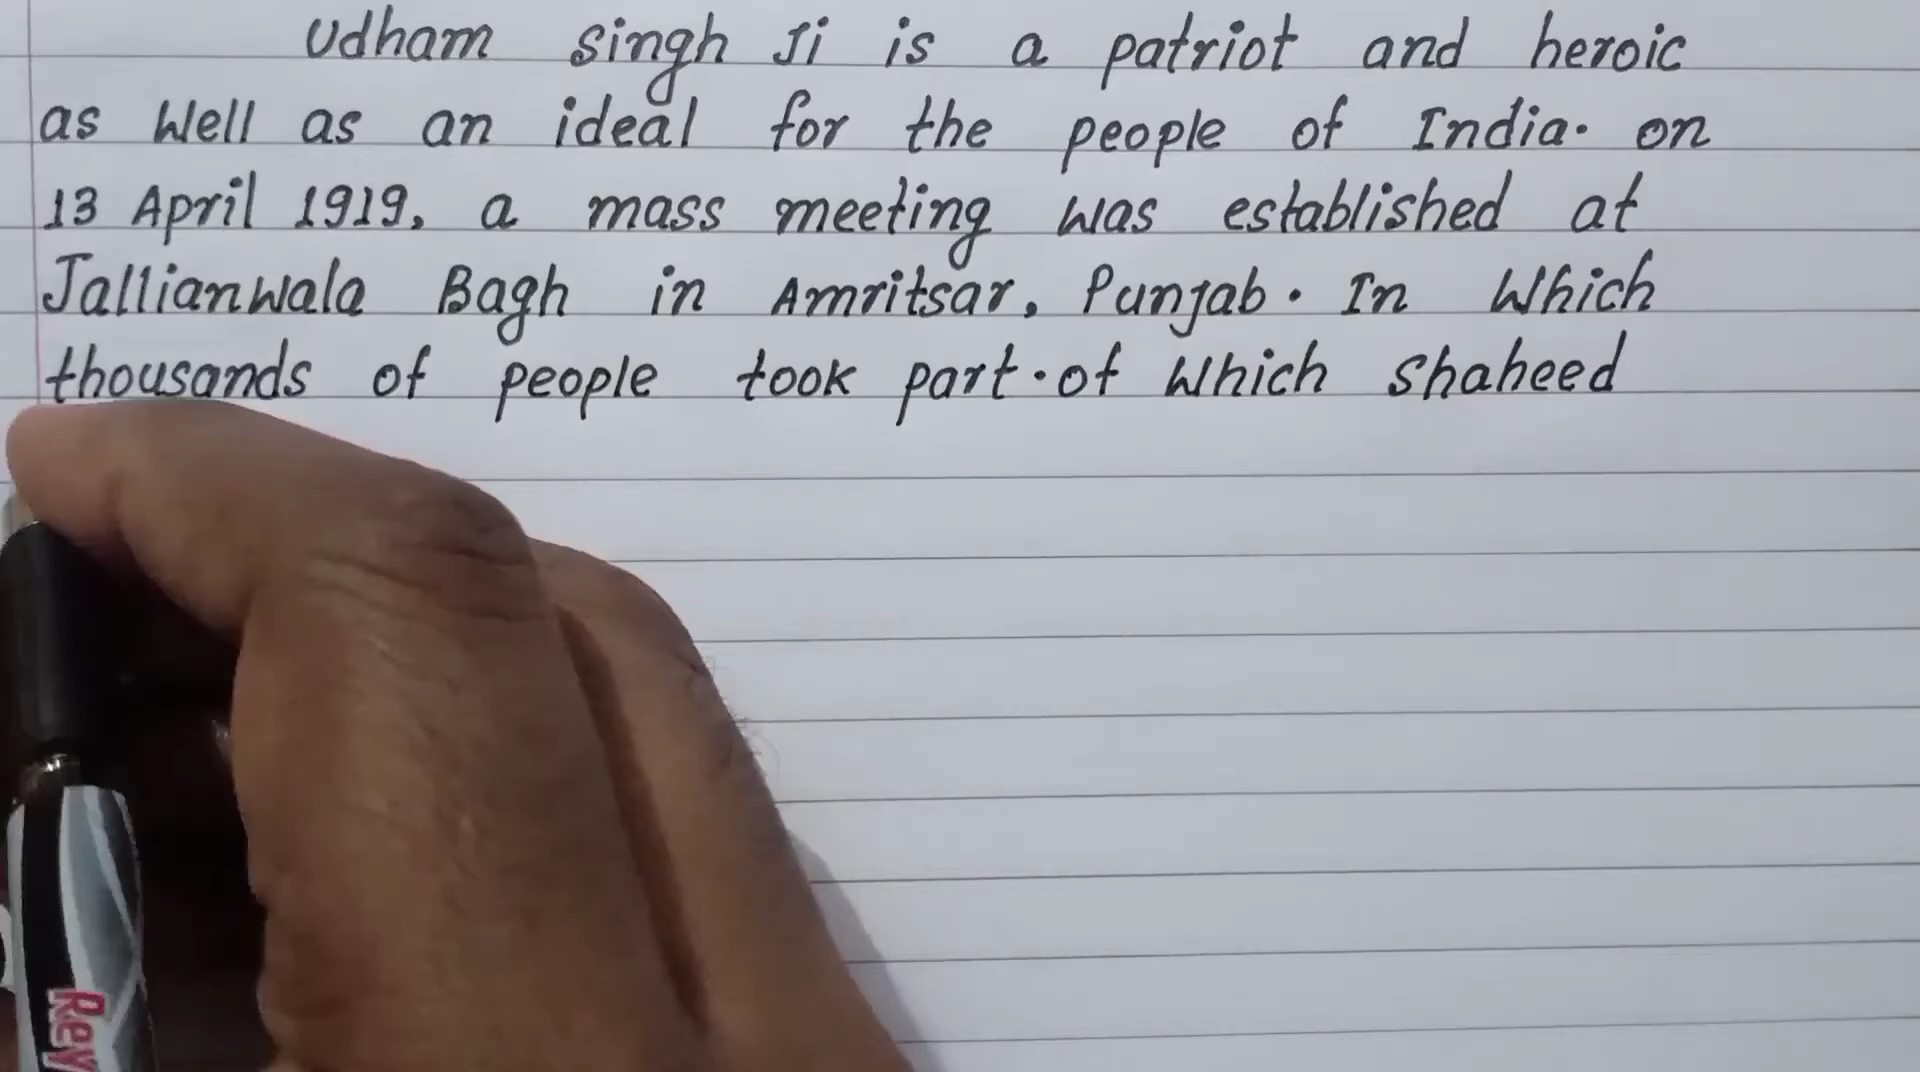 Udham singh Ji is a patriot and heroic
as Well as an ideal for the people of India. on
13 April 1919, a mass meeting was established at
Jallianwala Bagh in Amritsar, Punjab. In Which
thousands of people took part.of Which shaheed
Rey